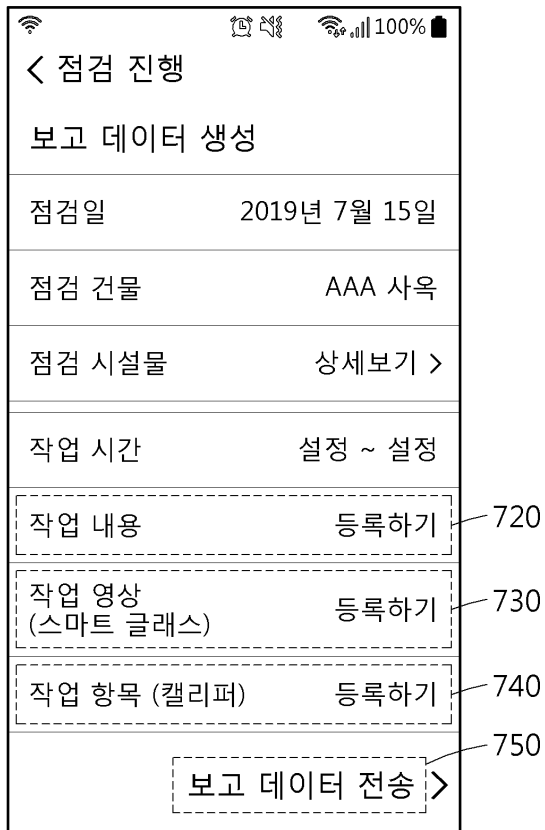 100%
< 점검 진행
보고 데이터 생성
점검일 2019년 7월 15일
점검 건물 AAA 사옥
점검 시설물 상세보기 >
작업 시간 설정 ~ 설정
작업 내용 등록하기 720
작업 영상
(스마트 글래스) 등록하기 730
작업 항목 (캘리퍼) 등록하기 740
750
보고 데이터 전송 >